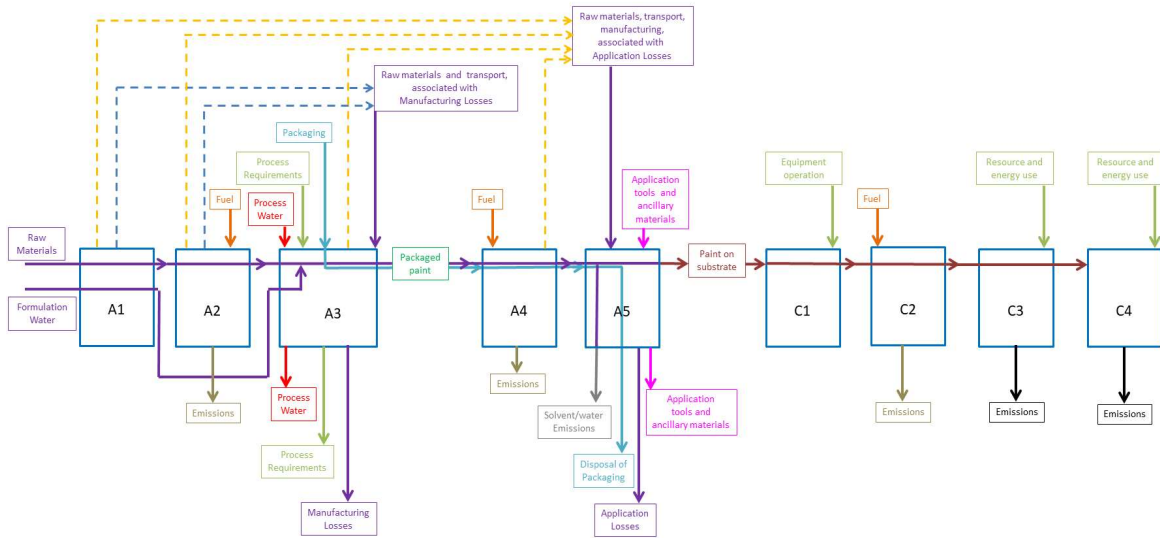 Raw materials, transport,
manufacturing,
associated with
Application Losses
Raw materials and transport,
associated with
Manufacturing Losses
Packaging
Process
Requirements
Equipment
operation
Resource and
energy use
Resource and
energy use
Application
tools and
ancillary
materials
Fuel
Process
Water
Fuel
Fuel
Raw
Materials
Packaged
paint
Paint on
substrate
Formulation
Water
A1
A2
A3
A4
A5
C1
C2
C3
C4
Emissions
Process
Water
Emissions
Solvent/water
Emissions
Application
tools and
ancillary materials
Emissions
Emissions
Emissions
Process
Requirements
Disposal of
Packaging
Manufacturing
Losses
Application
Losses